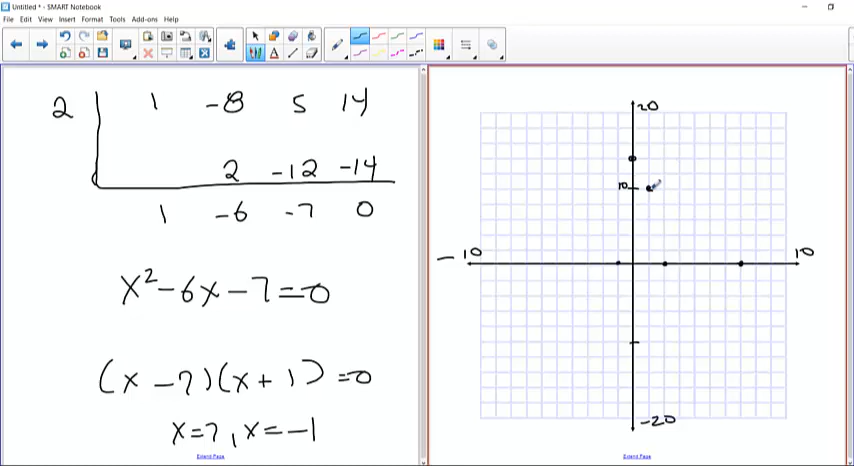 Untitled * - SMART Notebook
File Edit View Insert Format Tools Add-ons Help
A
2 1 -8 5 14
2 -12 -14
1 -6 -7 0
x² - 6x - 7 = 0
(x - 7)(x + 1) = 0
x = 7, x = -1
Extend Page
20
10
-10
10
-20
Extend Page